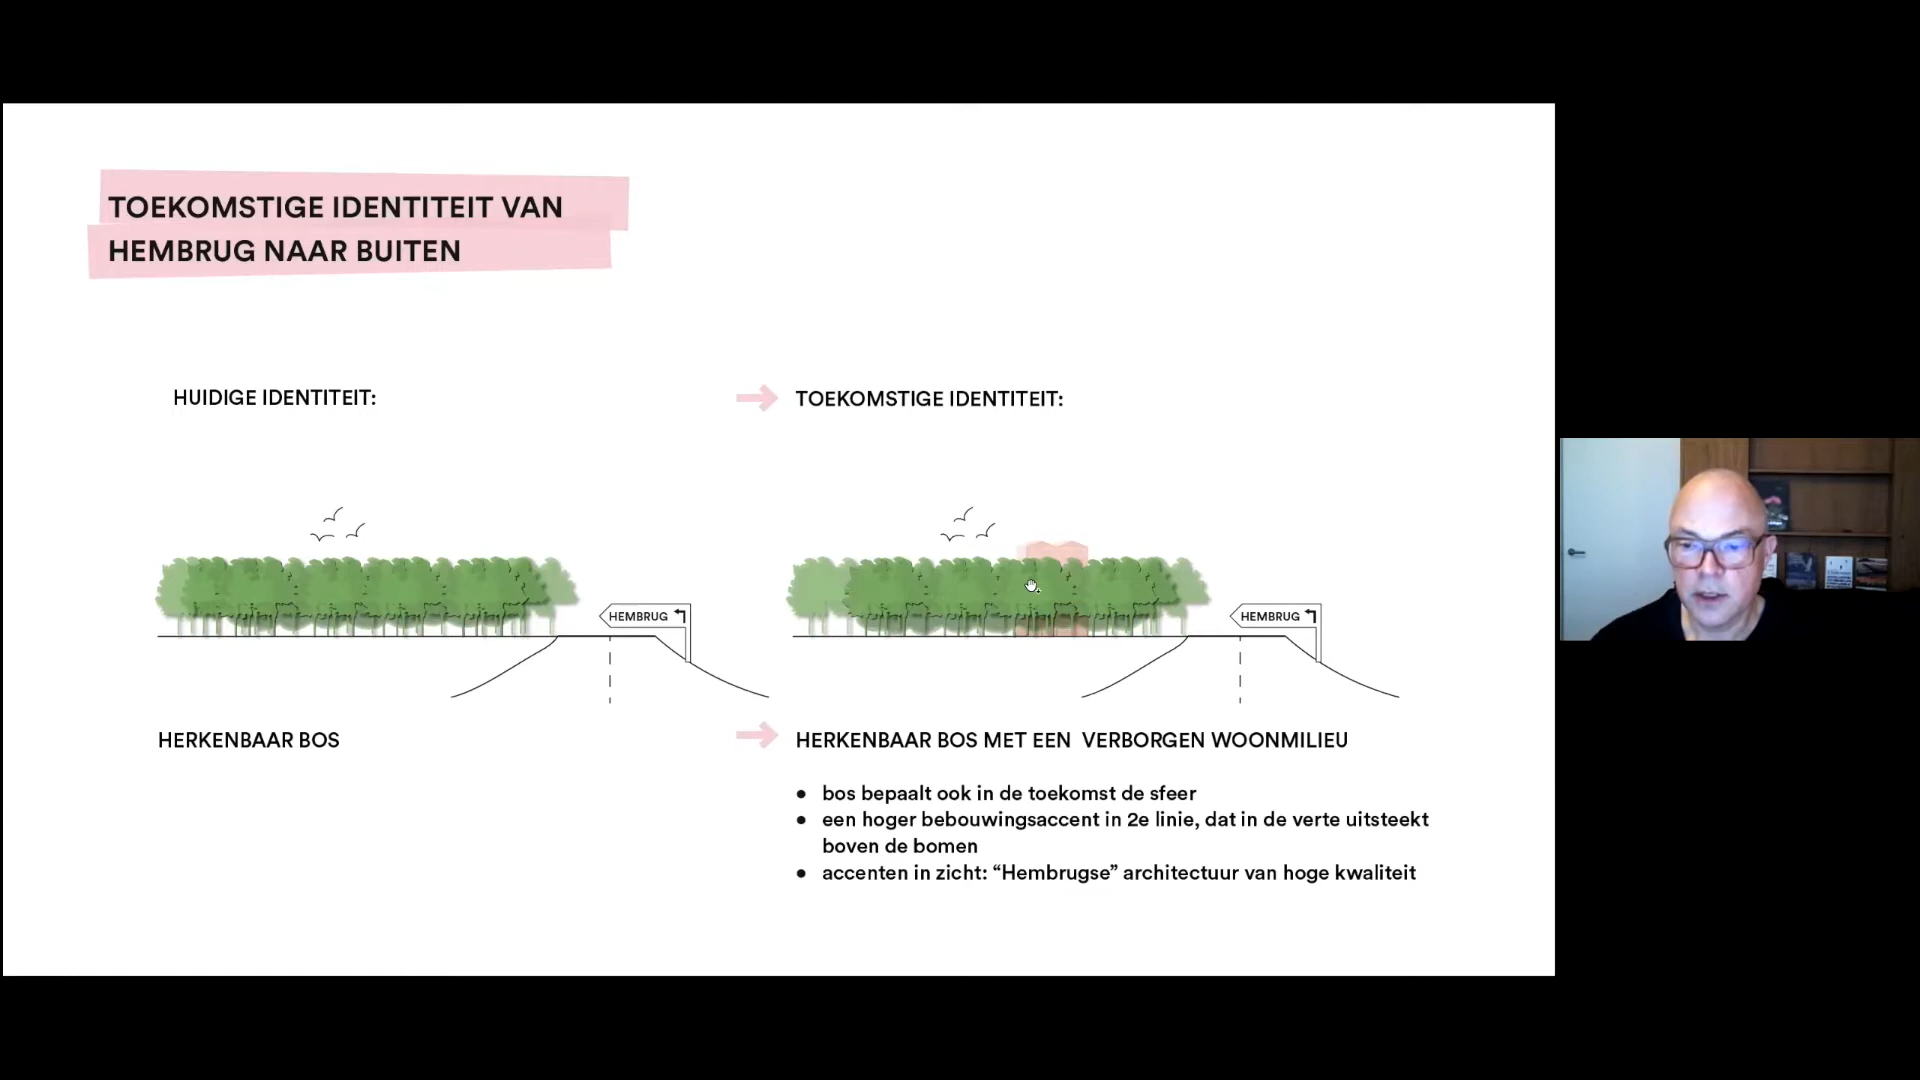 TOEKOMSTIGE IDENTITEIT VAN
HEMBRUG NAAR BUITEN
HUIDIGE IDENTITEIT:
TOEKOMSTIGE IDENTITEIT:
HEMBRUG
HEMBRUG
HERKENBAAR BOS
HERKENBAAR BOS MET EEN VERBORGEN WOONMILIEU
● bos bepaalt ook in de toekomst de sfeer
● een hoger bebouwingsaccent in 2e linie, dat in de verte uitsteekt
boven de bomen
● accenten in zicht: “Hembrugse” architectuur van hoge kwaliteit